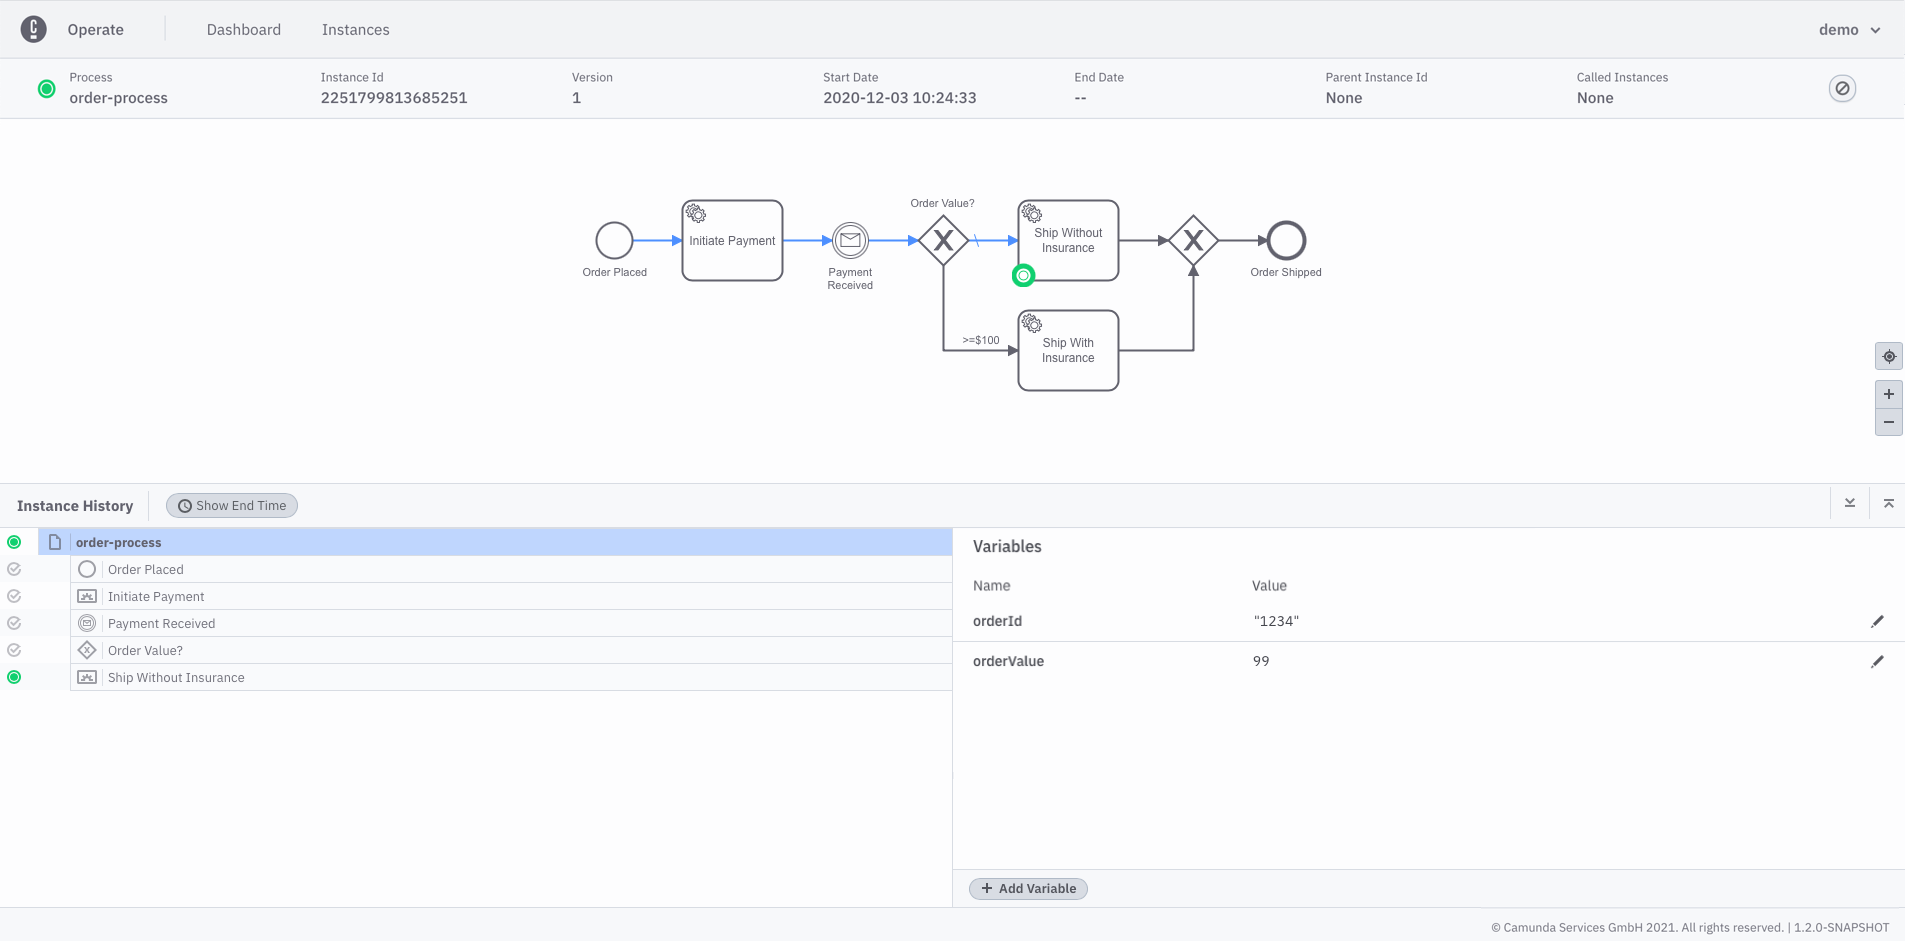 Operate
Dashboard
Instances
demo
Process
order-process
Instance Id
2251799813685251
Version
1
Start Date
2020-12-03 10:24:33
End Date
--
Parent Instance Id
None
Called Instances
None
Order Placed
Initiate Payment
Payment
Received
Order Value?
Ship Without
Insurance
>=$100
Ship With
Insurance
Order Shipped
Instance History
Show End Time
order-process
Order Placed
Initiate Payment
Payment Received
Order Value?
Ship Without Insurance
Variables
Name Value
orderId "1234"
orderValue 99
+ Add Variable
© Camunda Services GmbH 2021. All rights reserved. | 1.2.0-SNAPSHOT